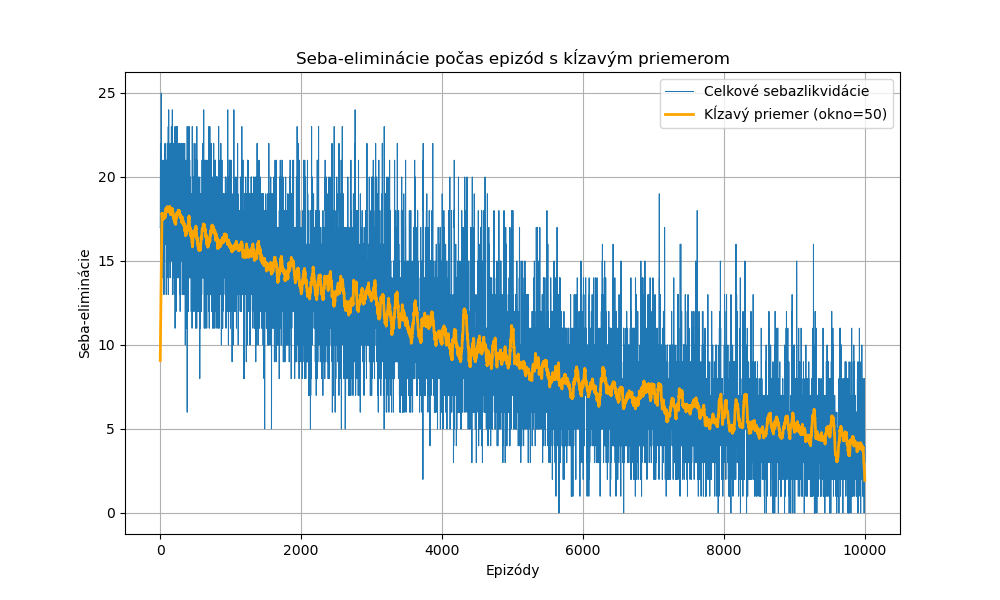 Seba-eliminácie počas epizód s kĺzavým priemerom
Celkové sebazlikvidácie
Kĺzavý priemer (okno=50)
Seba-eliminácie
25
20
15
10
5
0
0 2000 4000 6000 8000 10000
Epizódy